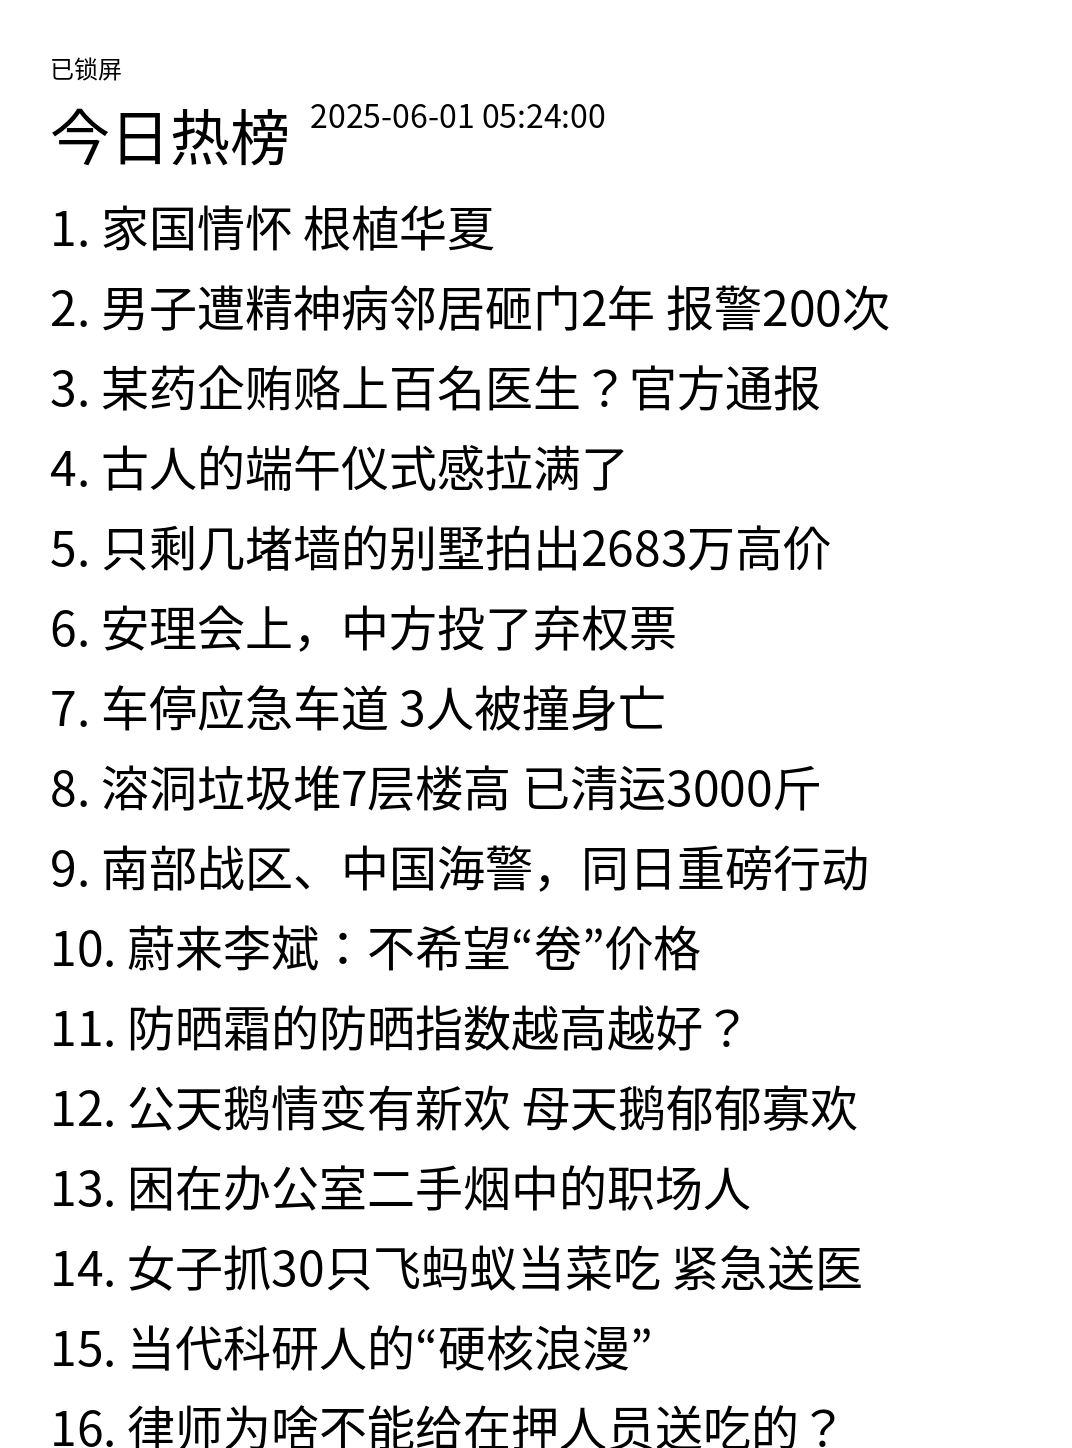 已锁屏
今日热榜 2025-06-01 05:24:00
1. 家国情怀 根植华夏
2. 男子遭精神病邻居砸门2年 报警200次
3. 某药企贿赂上百名医生？官方通报
4. 古人的端午仪式感拉满了
5. 只剩几堵墙的别墅拍出2683万高价
6. 安理会上，中方投了弃权票
7. 车停应急车道 3人被撞身亡
8. 溶洞垃圾堆7层楼高 已清运3000斤
9. 南部战区、中国海警，同日重磅行动
10. 蔚来李斌：不希望“卷”价格
11. 防晒霜的防晒指数越高越好？
12. 公天鹅情变有新欢 母天鹅郁郁寡欢
13. 困在办公室二手烟中的职场人
14. 女子抓30只飞蚂蚁当菜吃 紧急送医
15. 当代科研人的“硬核浪漫”
16. 律师为啥不能给在押人员送吃的？